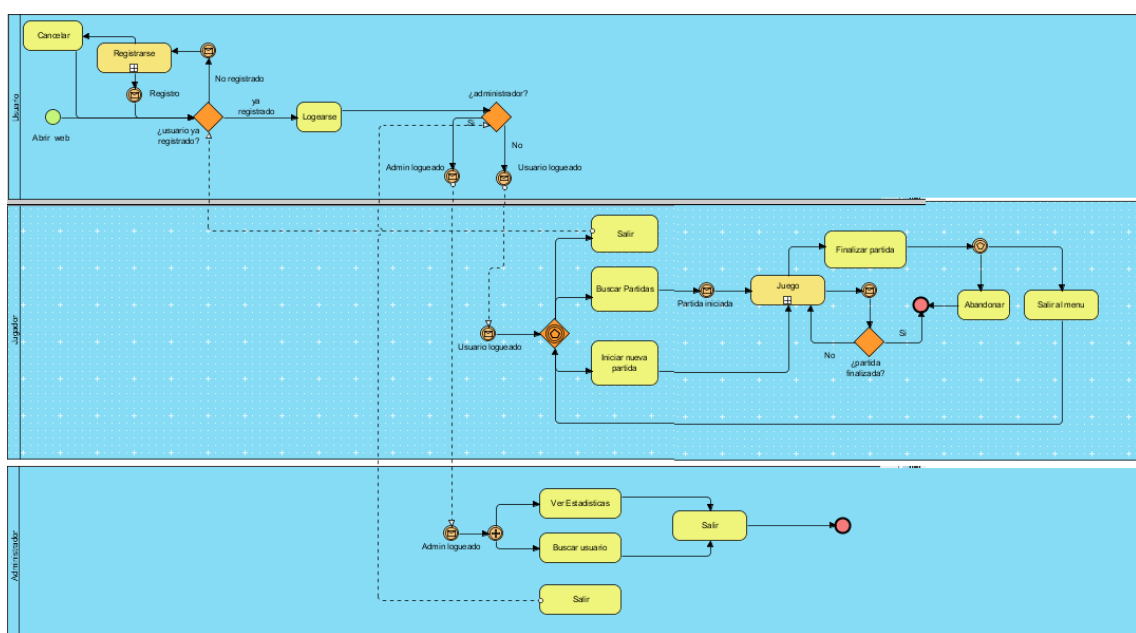 Usuario
Cancelar
Registrarse
No registrado
Registro
Abrir web
¿usuario ya
registrado?
ya
registrado
Logearse
¿administrador?
Si
No
Admin logueado
Usuario logueado
Jugador
Salir
Buscar Partidas
Partida iniciada
Usuario logueado
Iniciar nueva
partida
Juego
Finalizar partida
Abandonar
Salir al menu
No
Si
¿partida
finalizada?
Administrador
Admin logueado
Ver Estadisticas
Buscar usuario
Salir
Salir